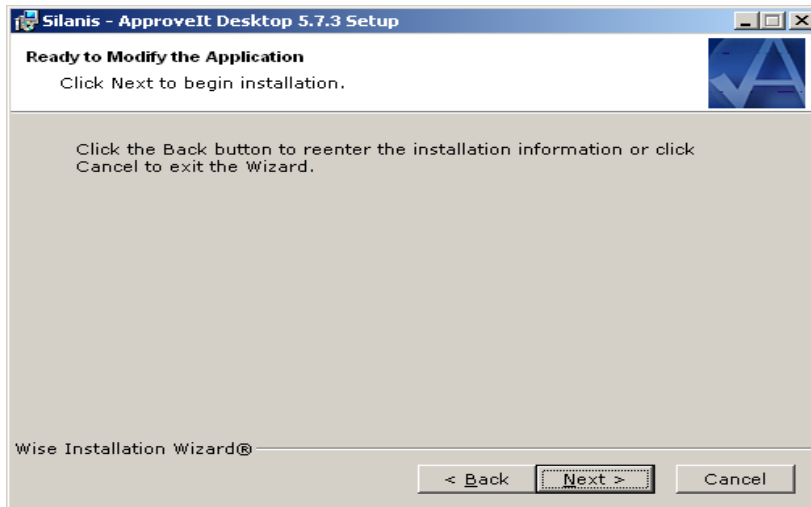 Silanis - ApproveIt Desktop 5.7.3 Setup
Ready to Modify the Application
Click Next to begin installation.
Click the Back button to reenter the installation information or click
Cancel to exit the Wizard.
Wise Installation Wizard®
< Back Next > Cancel